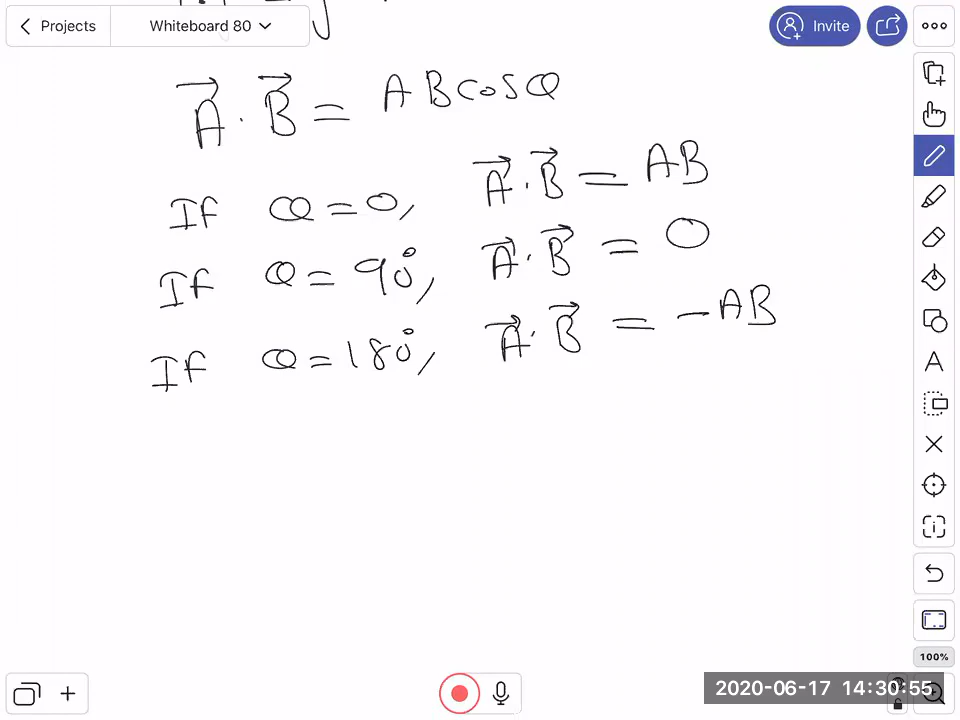 Projects
Whiteboard 80
Invite
A⃗ . B⃗ = AB cosθ
If θ = 0, A⃗ . B⃗ = AB
If θ = 90°, A⃗ . B⃗ = 0
If θ = 180°, A⃗ . B⃗ = -AB
A
100%
2020-06-17 14:30:55